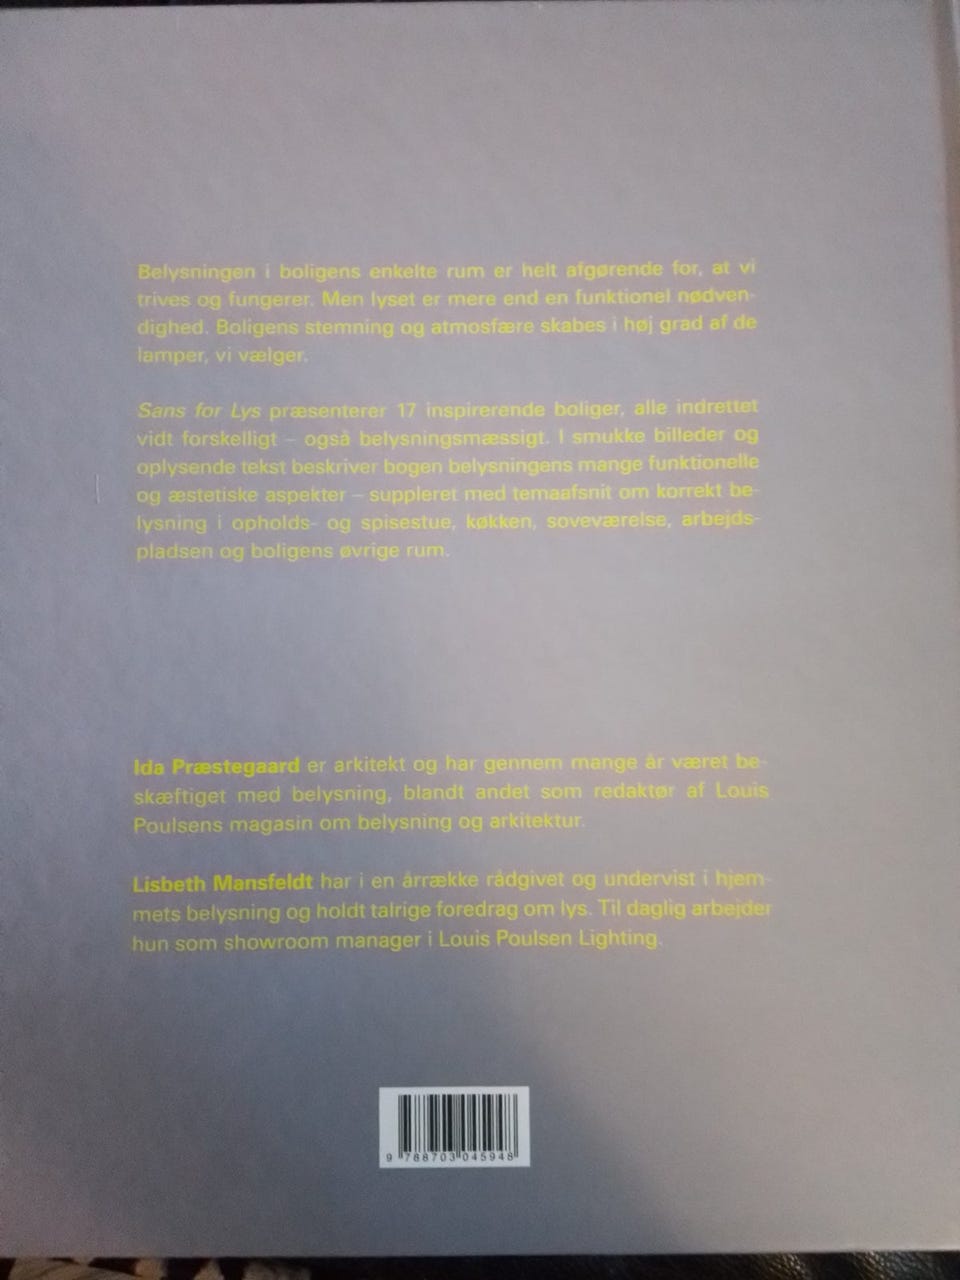 Belysningen i boligens enkelte rum er helt afgørende for, at vi
trives og fungerer. Men lyset er mere end en funktionel nødven-
dighed. Boligens stemning og atmosfære skabes i høj grad af de
lamper, vi vælger.
Sans for Lys præsenterer 17 inspirerende boliger, alle indrettet
vidt forskelligt – også belysningsmæssigt. I smukke billeder og
oplysende tekst beskriver bogen belysningens mange funktionelle
og æstetiske aspekter – suppleret med temaafsnit om korrekt be-
lysning i opholds- og spisestue, køkken, soveværelse, arbejds-
pladsen og boligens øvrige rum.
Ida Præstegaard er arkitekt og har gennem mange år været be-
skæftiget med belysning, blandt andet som redaktør af Louis
Poulsens magasin om belysning og arkitektur.
Lisbeth Mansfeldt har i en årrække rådgivet og undervist i hjem-
mets belysning og holdt talrige foredrag om lys. Til daglig arbejder
hun som showroom manager i Louis Poulsen Lighting.
9 788703 045948